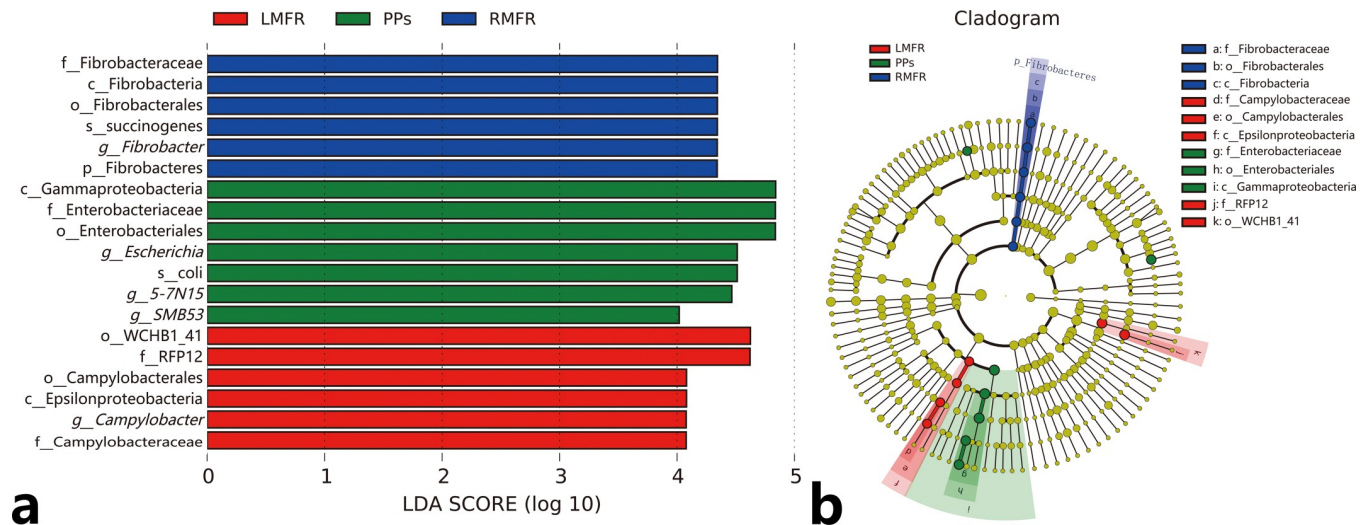 LMFR PPs RMFR
f__Fibrobacteraceae
c__Fibrobacteria
o__Fibrobacterales
s__succinogenes
g__Fibrobacter
p__Fibrobacteres
c__Gammaproteobacteria
f__Enterobacteriaceae
o__Enterobacteriales
g__Escherichia
s__coli
g__5-7N15
g__SMB53
o__WCHB1_41
f__RFP12
o__Campylobacterales
c__Epsilonproteobacteria
g__Campylobacter
f__Campylobacteraceae
0 1 2 3 4 5
LDA SCORE (log 10)
a
Cladogram
LMFR
PPs
RMFR
p_Fibrobacteres
c
b
a
k
j
d
e
f
g
h
i
a: f__Fibrobacteraceae
b: o__Fibrobacterales
c: c__Fibrobacteria
d: f__Campylobacteraceae
e: o__Campylobacterales
f: c__Epsilonproteobacteria
g: f__Enterobacteriaceae
h: o__Enterobacteriales
i: c__Gammaproteobacteria
j: f__RFP12
k: o__WCHB1_41
b